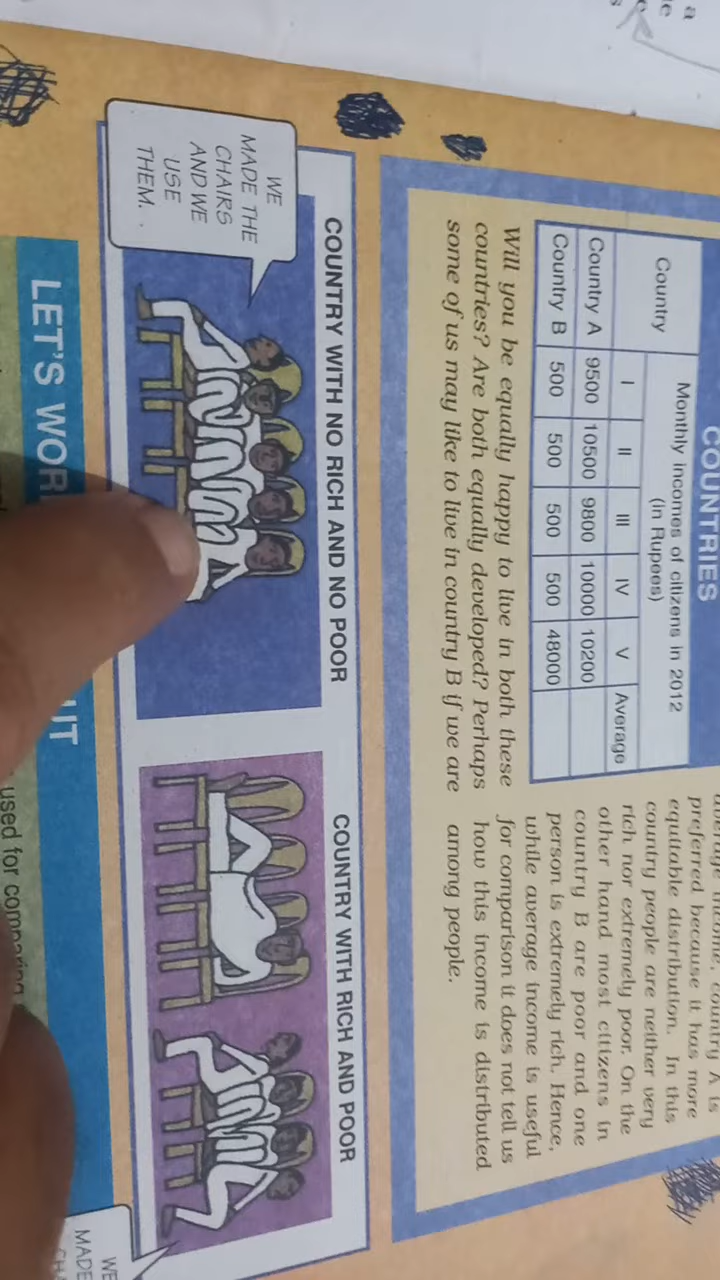 COUNTRIES
Monthly incomes of citizens in 2012
(in Rupees)
Country
I II III IV V Average
Country A 9500 10500 9800 10000 10200
Country B 500 500 500 500 48000
Will you be equally happy to live in both these
countries? Are both equally developed? Perhaps
some of us may like to live in country B if we are
income, country A is
preferred because it has more
equitable distribution. In this
country people are neither very
rich nor extremely poor. On the
other hand most citizens in
country B are poor and one
person is extremely rich. Hence,
while average income is useful
for comparison it does not tell us
how this income is distributed
among people.
COUNTRY WITH NO RICH AND NO POOR
WE
MADE THE
CHAIRS
AND WE
USE
THEM. .
COUNTRY WITH RICH AND POOR
WE
MADE
LET'S WOR
UT
used for comparing